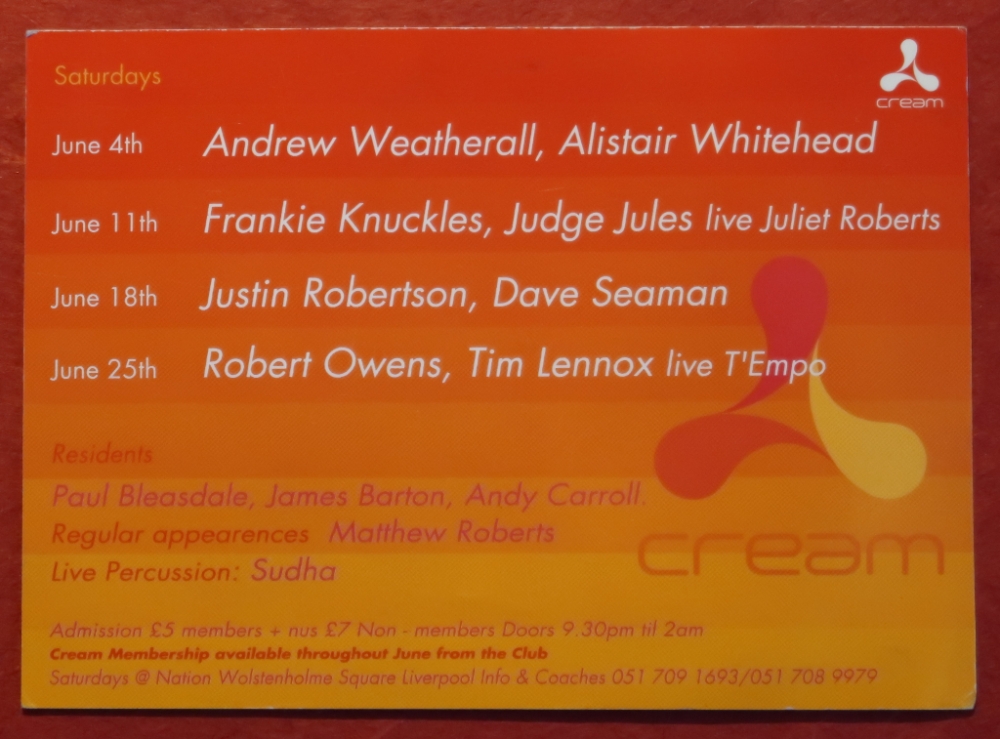 Saturdays
cream
June 4th Andrew Weatherall, Alistair Whitehead
June 11th Frankie Knuckles, Judge Jules live Juliet Roberts
June 18th Justin Robertson, Dave Seaman
June 25th Robert Owens, Tim Lennox live T'Empo
Residents
Paul Bleasdale, James Barton, Andy Carroll.
Regular appearences Matthew Roberts
Live Percussion: Sudha
cream
Admission £5 members + nus £7 Non - members Doors 9.30pm til 2am
Cream Membership available throughout June from the Club
Saturdays @ Nation Wolstenholme Square Liverpool Info & Coaches 051 709 1693/051 708 9979